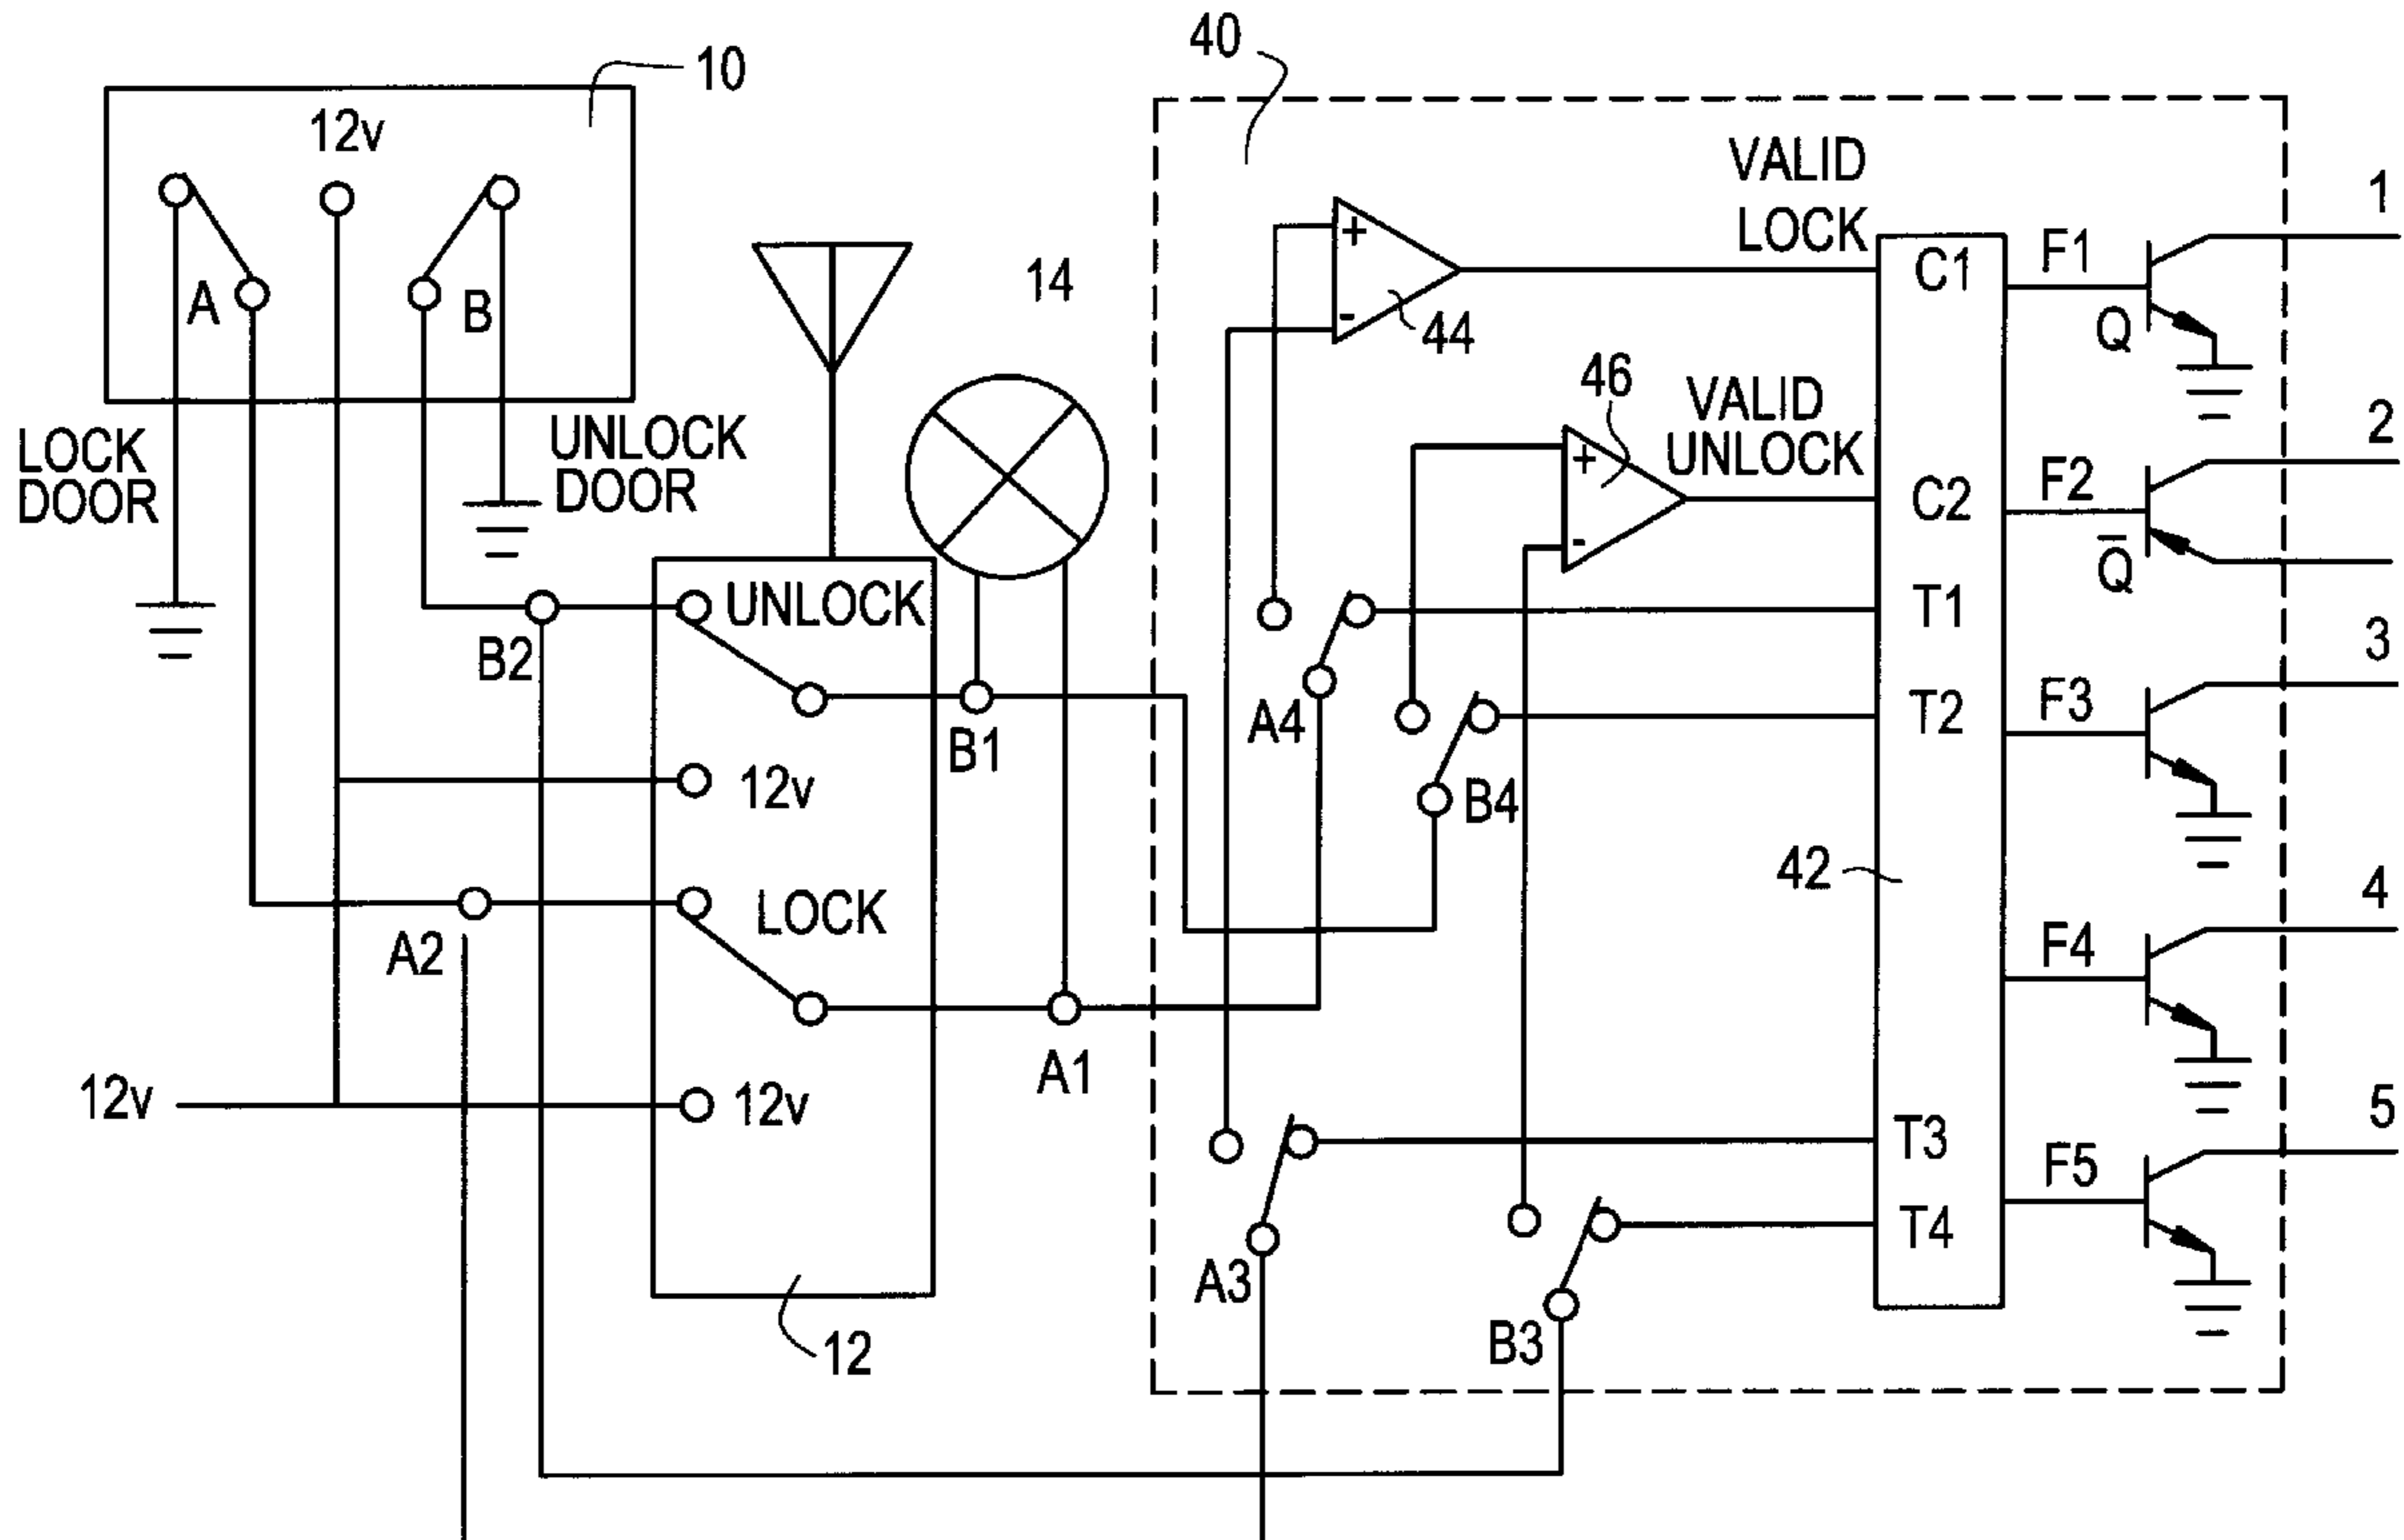 10
40
12v
VALID
LOCK
1
A
B
14
+
-
44
C1
F1
Q
LOCK
DOOR
UNLOCK
DOOR
46
VALID
UNLOCK
+
-
2
C2
F2
Q̅
UNLOCK
B2
T1
3
B1
A4
T2
F3
12v
B4
LOCK
A2
42
4
F4
A1
12v
12v
5
T3
F5
A3
T4
B3
12